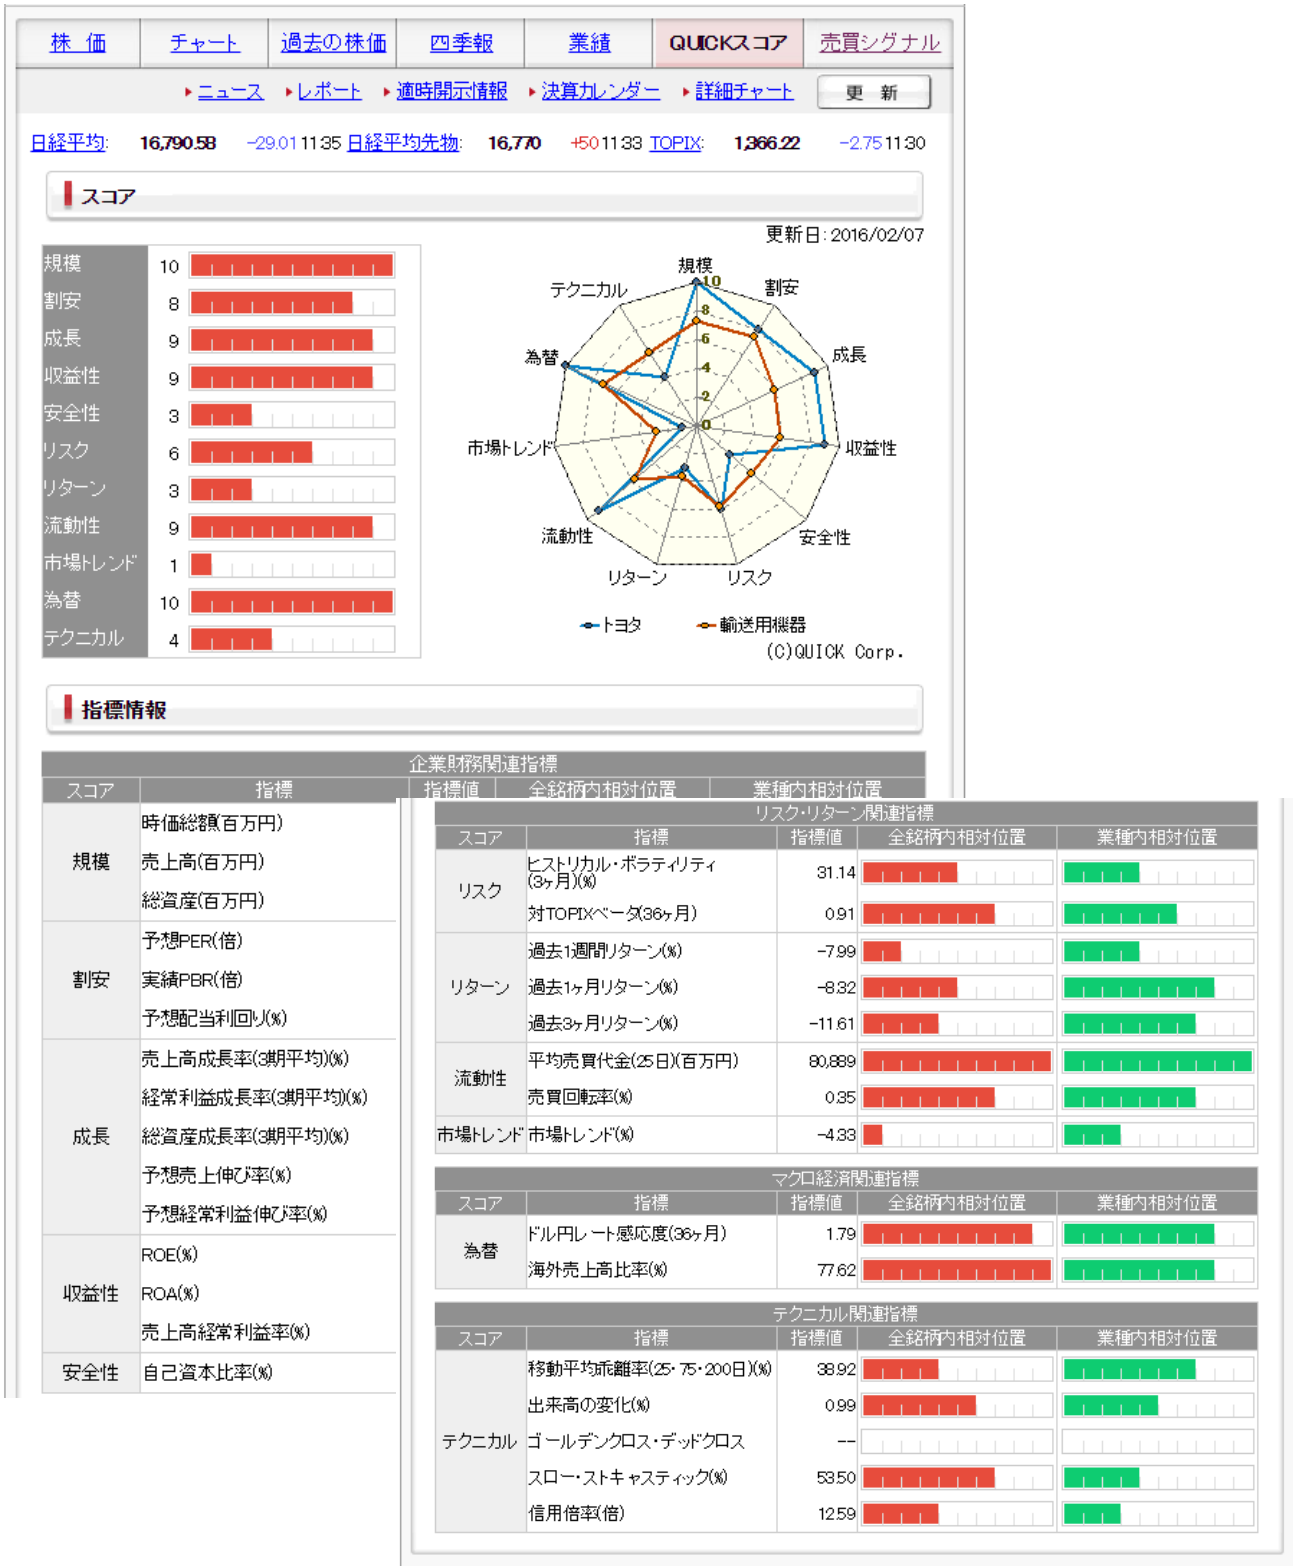 株 価 チャート 過去の株価 四季報 業績 QUICKスコア 売買シグナル
ニュース レポート 適時開示情報 決算カレンダー 詳細チャート 更 新
日経平均: 16,790.58 -29.01 11:35 日経平均先物: 16,770 +50 11:33 TOPIX: 1,366.22 -2.75 11:30
スコア
更新日:2016/02/07
規模 10
割安 8
成長 9
収益性 9
安全性 3
リスク 6
リターン 3
流動性 9
市場トレンド 1
為替 10
テクニカル 4
規模
割安
成長
収益性
安全性
リスク
リターン
流動性
市場トレンド
為替
テクニカル
10
8
6
4
2
0
トヨタ 輸送用機器
(C)QUICK Corp.
指標情報
企業財務関連指標
スコア 指標 指標値 全銘柄内相対位置 業種内相対位置
規模
時価総額(百万円)
売上高(百万円)
総資産(百万円)
割安
予想PER(倍)
実績PBR(倍)
予想配当利回り(%)
成長
売上高成長率(3期平均)(%)
経常利益成長率(3期平均)(%)
総資産成長率(3期平均)(%)
予想売上伸び率(%)
予想経常利益伸び率(%)
収益性
ROE(%)
ROA(%)
売上高経常利益率(%)
安全性 自己資本比率(%)
リスク・リターン関連指標
スコア 指標 指標値 全銘柄内相対位置 業種内相対位置
リスク
ヒストリカル・ボラティリティ
(3ヶ月)(%) 31.14
対TOPIXベータ(36ヶ月) 0.91
リターン
過去1週間リターン(%) -7.99
過去1ヶ月リターン(%) -8.32
過去3ヶ月リターン(%) -11.61
流動性
平均売買代金(25日)(百万円) 80,889
売買回転率(%) 0.35
市場トレンド 市場トレンド(%) -4.33
マクロ経済関連指標
スコア 指標 指標値 全銘柄内相対位置 業種内相対位置
為替
ドル円レート感応度(36ヶ月) 1.79
海外売上高比率(%) 77.62
テクニカル関連指標
スコア 指標 指標値 全銘柄内相対位置 業種内相対位置
テクニカル
移動平均乖離率(25・75・200日)(%) 38.92
出来高の変化(%) 0.99
ゴールデンクロス・デッドクロス --
スロー・ストキャスティック(%) 53.50
信用倍率(倍) 12.59